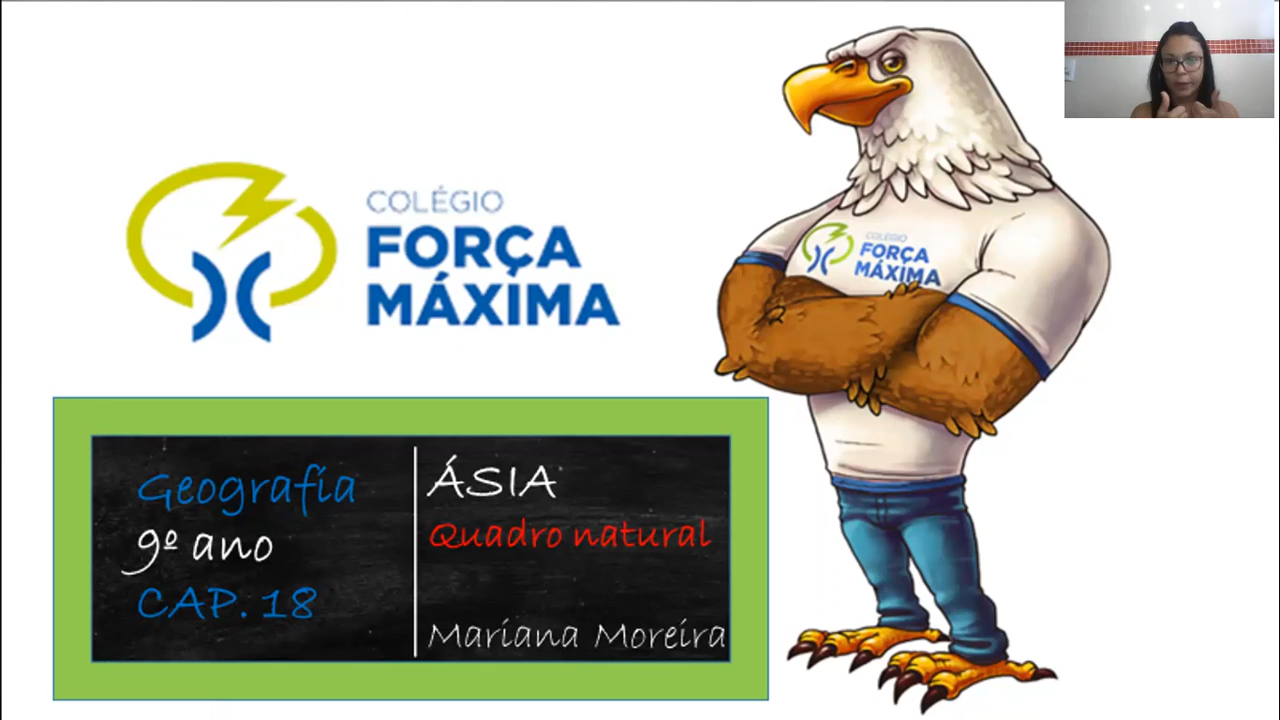 COLÉGIO
FORÇA
MÁXIMA
COLÉGIO
FORÇA
MÁXIMA
Geografia
9º ano
CAP. 18
ÁSIA
Quadro natural
Mariana Moreira